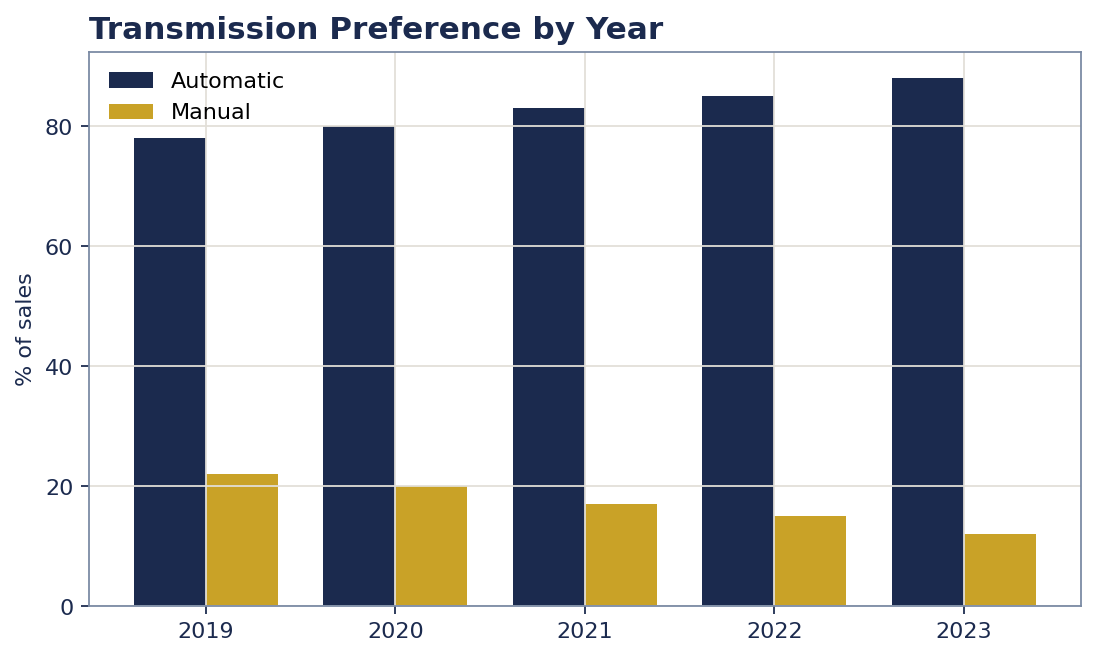 Transmission Preference by Year
Automatic
Manual
% of sales
80
60
40
20
0
2019 2020 2021 2022 2023